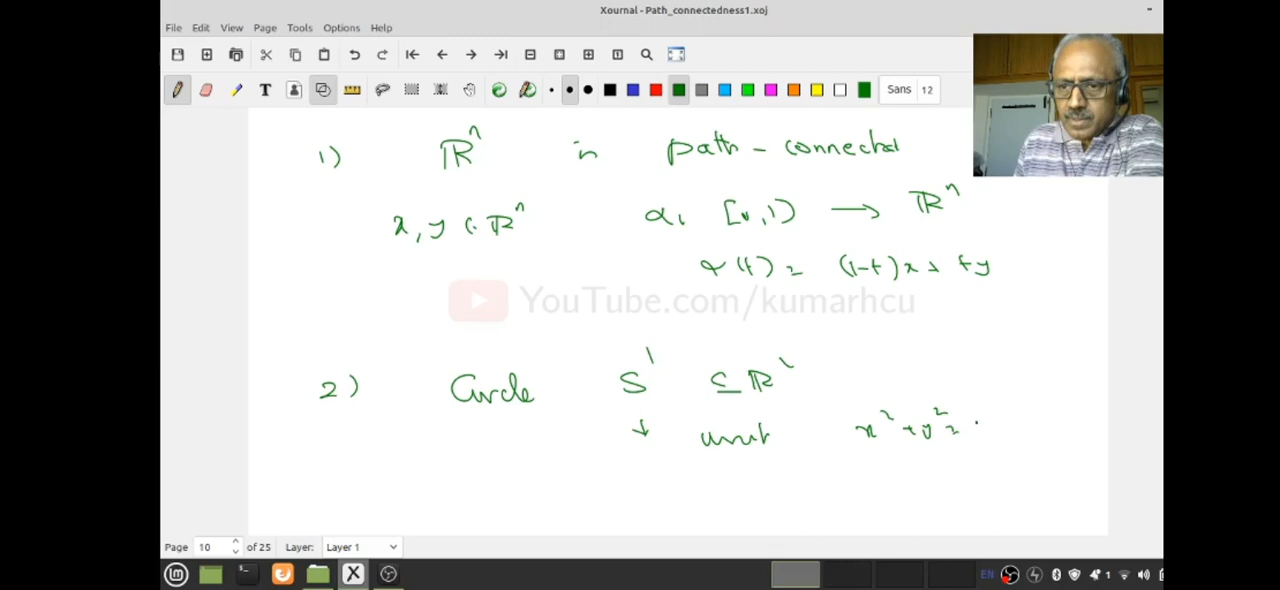 Xournal - Path_connectedness1.xoj
File Edit View Page Tools Options Help
Sans 12
1) ℝⁿ is path - connected
x, y ∈ ℝⁿ α: [0,1] → ℝⁿ
α(t) = (1-t)x + ty
YouTube.com/kumarhcu
2) Circle S¹ ⊆ ℝ
↓ unit x² + y² =
Page 10 of 25 Layer: Layer 1
EN 1